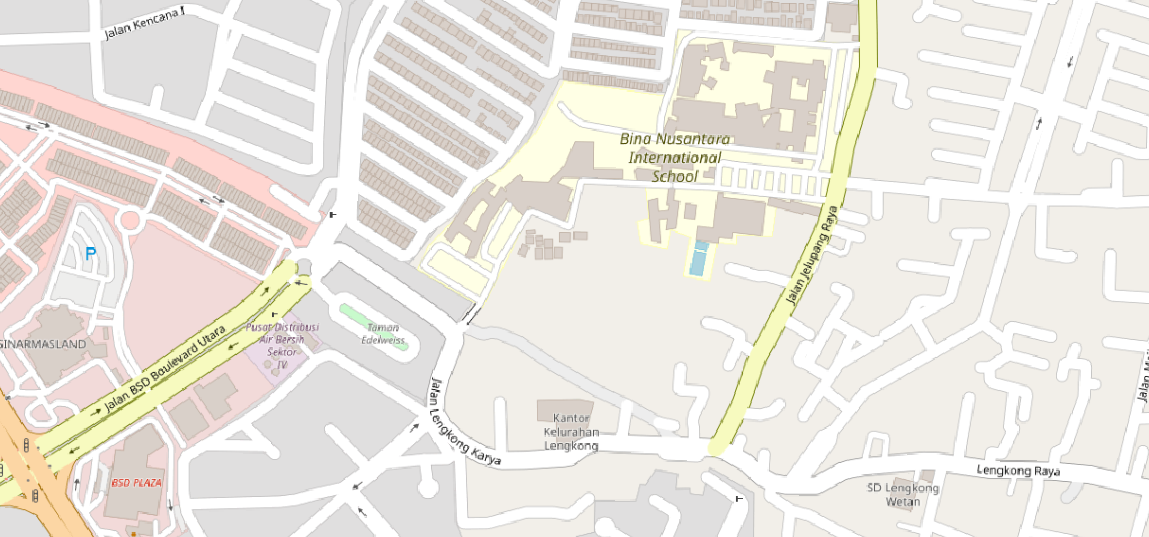 Jalan Kencana I
Bina Nusantara
International
School
P
Jalan Jelupang Raya
SINARMASLAND
Pusat Distribusi
Air Bersih
Sektor
IV
Taman
Edelweiss
Jalan BSD Boulevard Utara
Jalan Lengkong Karya
Kantor
Kelurahan
Lengkong
BSD PLAZA
Lengkong Raya
SD Lengkong
Wetan